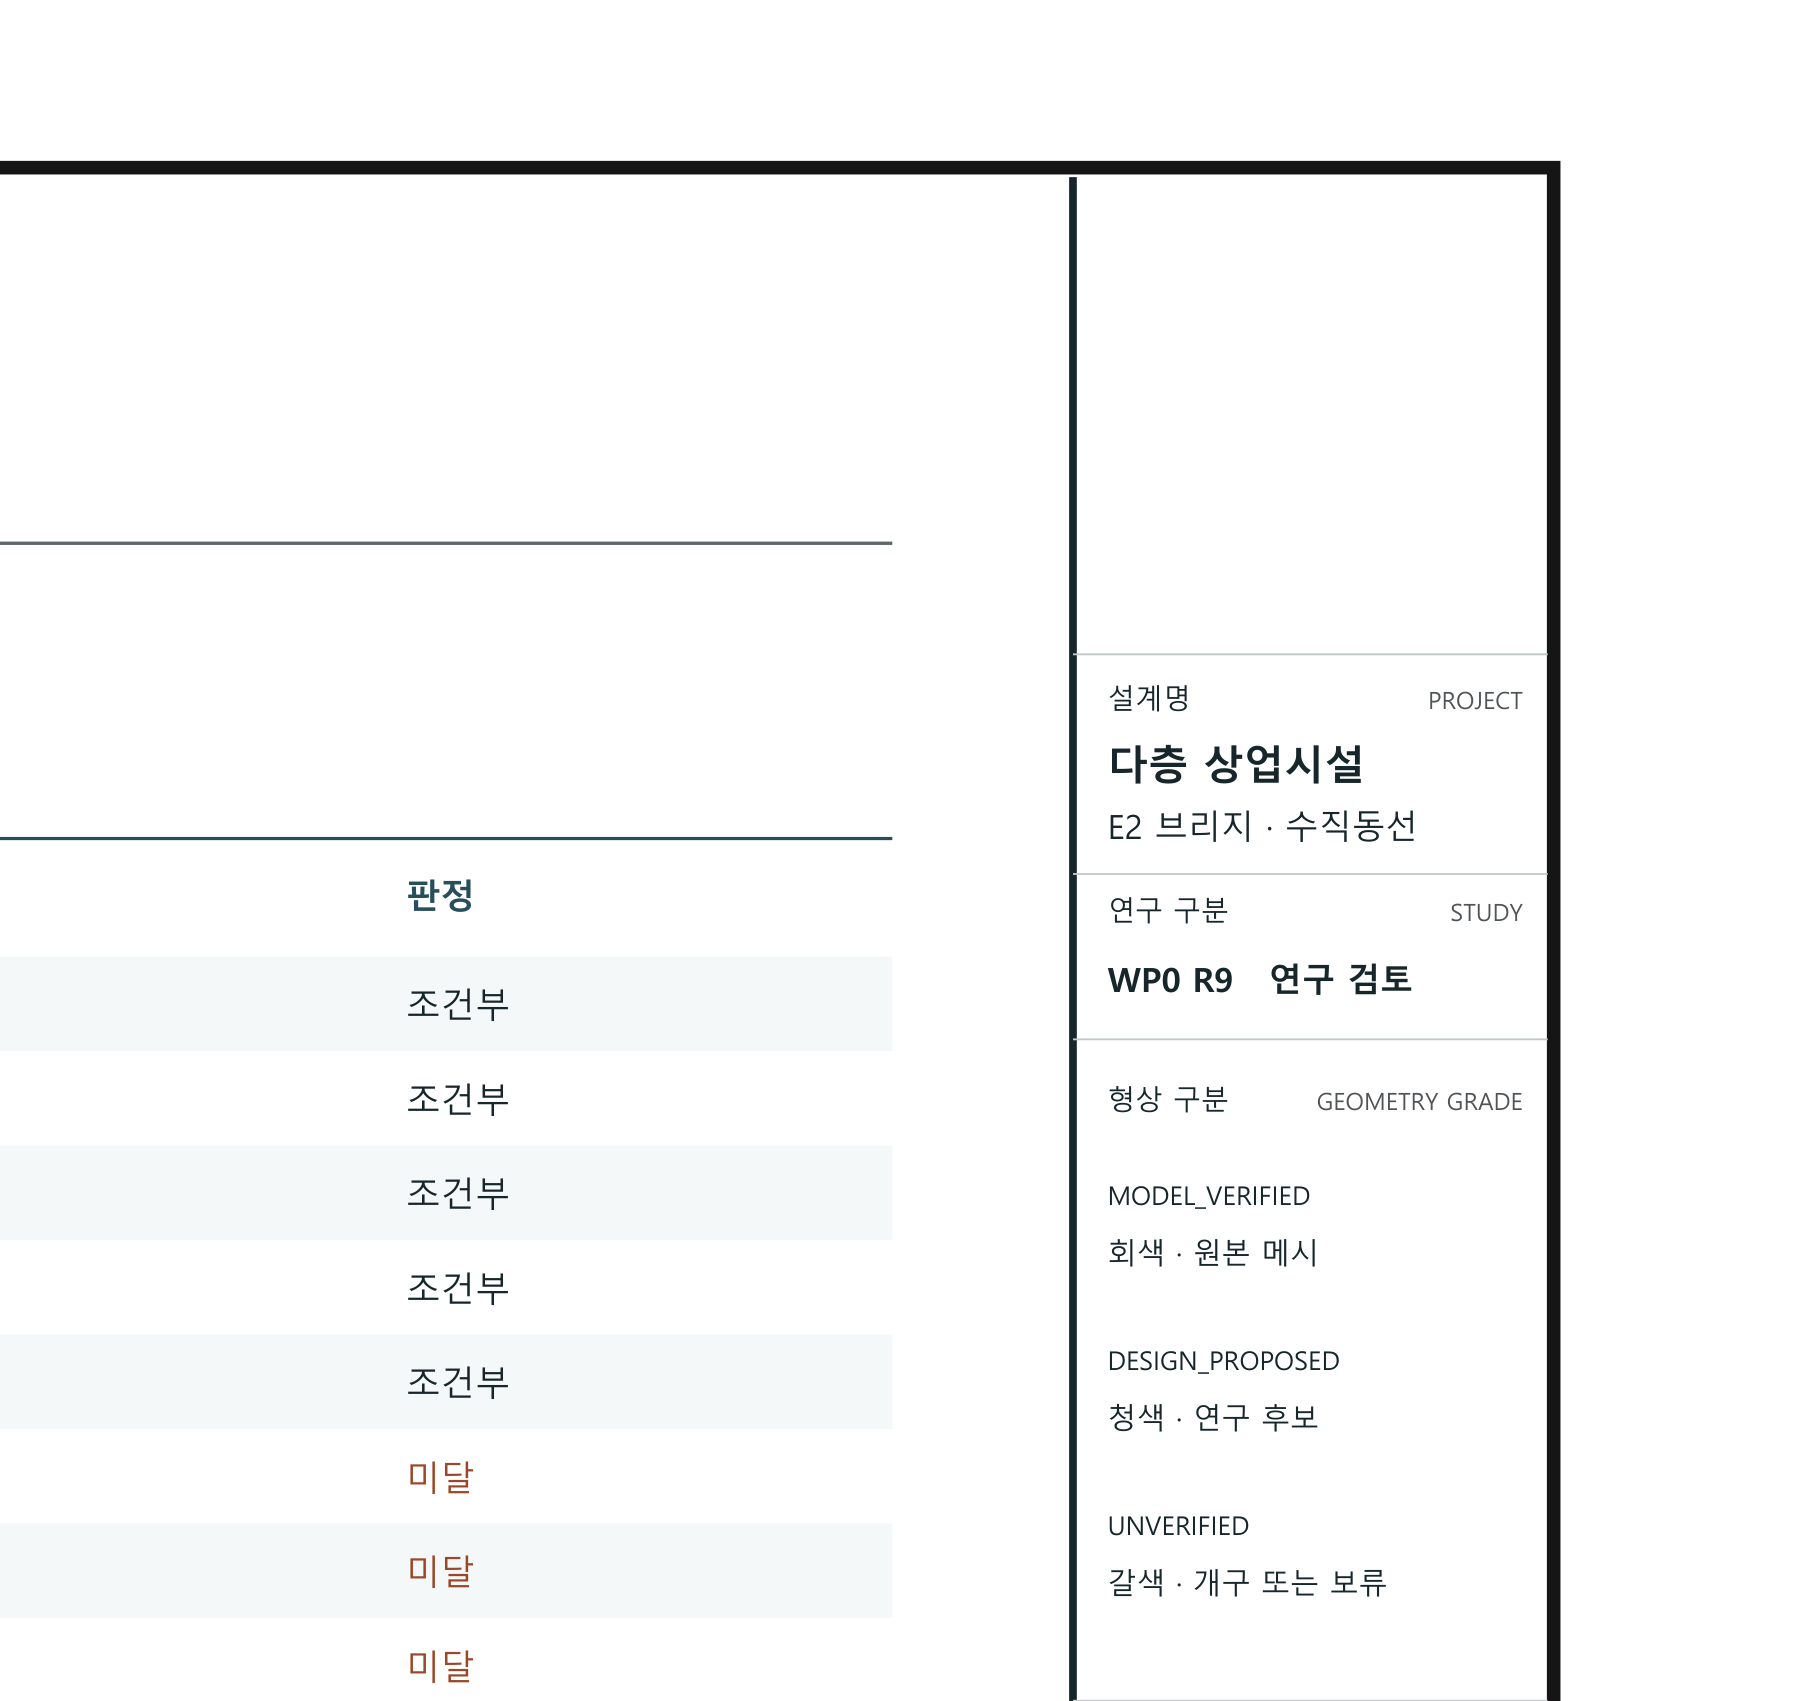 판정
조건부
조건부
조건부
조건부
조건부
미달
미달
미달
설계명 PROJECT
다층 상업시설
E2 브리지 · 수직동선
연구 구분 STUDY
WP0 R9 연구 검토
형상 구분 GEOMETRY GRADE
MODEL_VERIFIED
회색 · 원본 메시
DESIGN_PROPOSED
청색 · 연구 후보
UNVERIFIED
갈색 · 개구 또는 보류